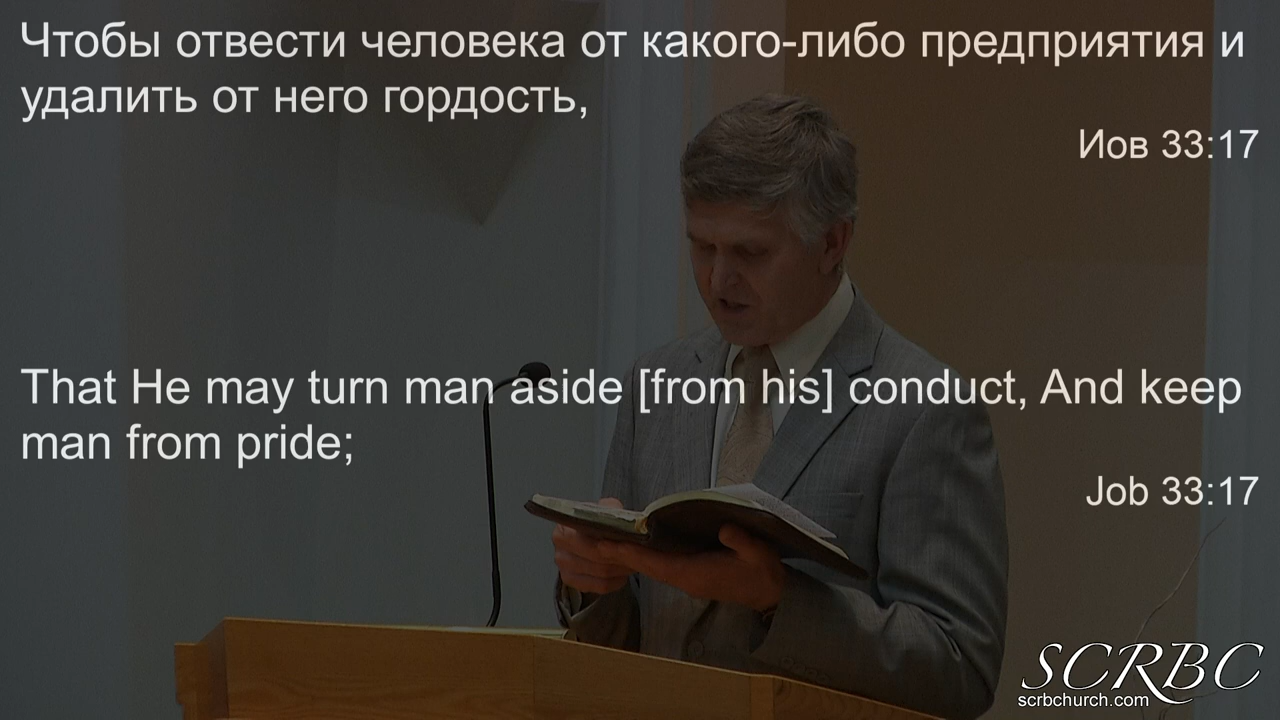 Чтобы отвести человека от какого-либо предприятия и
удалить от него гордость,
Иов 33:17
That He may turn man aside [from his] conduct, And keep
man from pride;
Job 33:17
SCRBC
scrbchurch.com